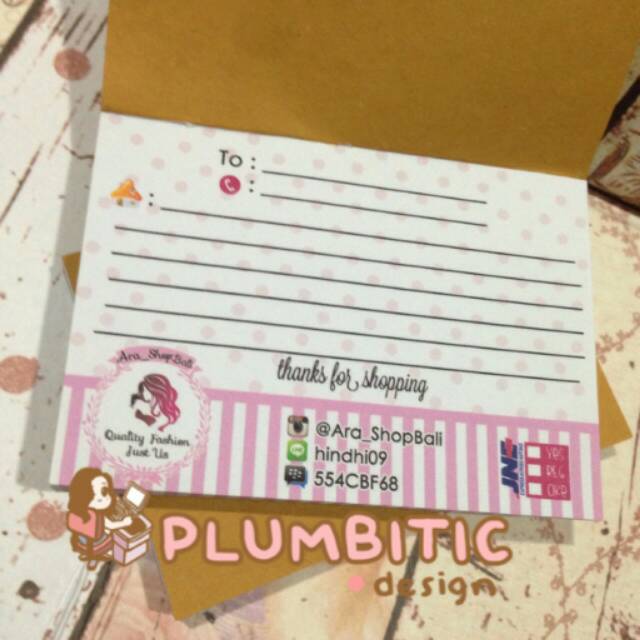 To :
:
:
thanks for shopping
Ara_ShopBali
Quality Fashion
Just Us
@Ara_ShopBali
hindhi09
554CBF68
JNE
YES
REG
OKE
PLUMBITIC
design